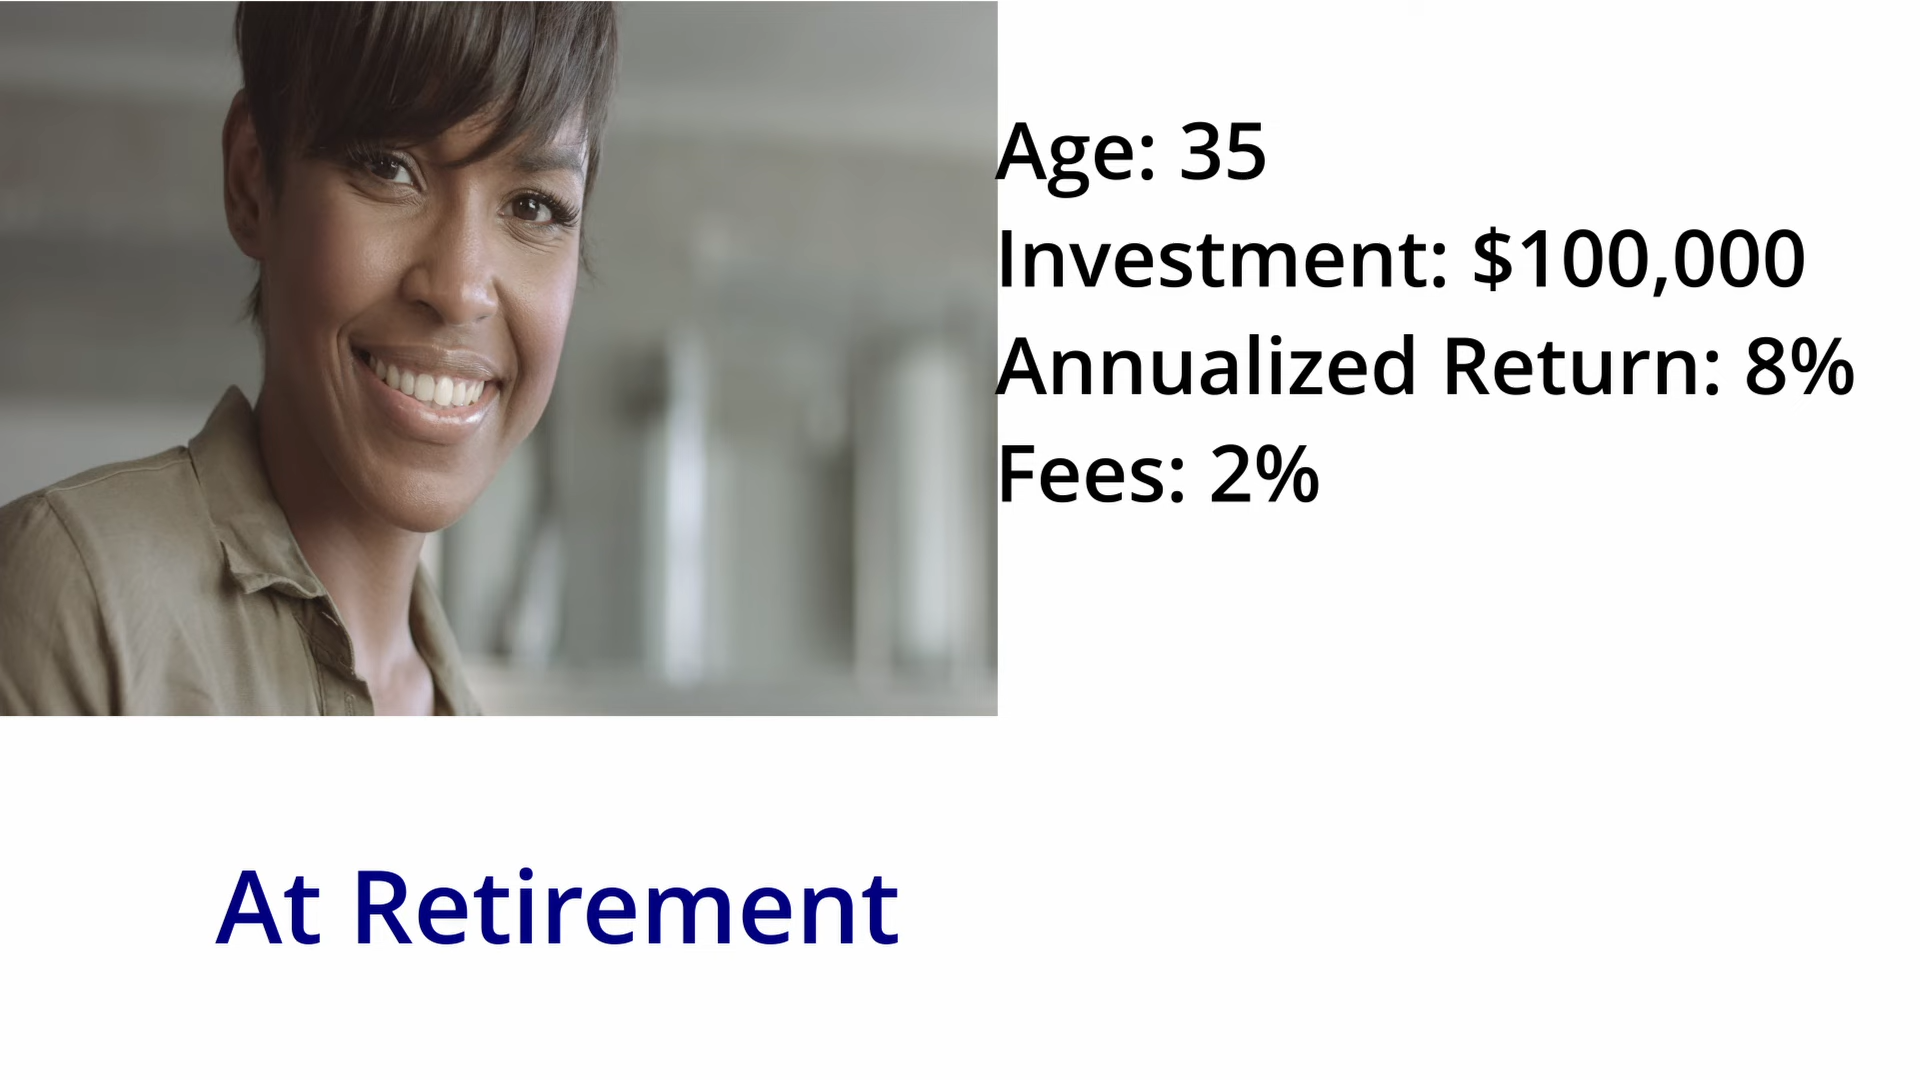 Age: 35
Investment: $100,000
Annualized Return: 8%
Fees: 2%
At Retirement